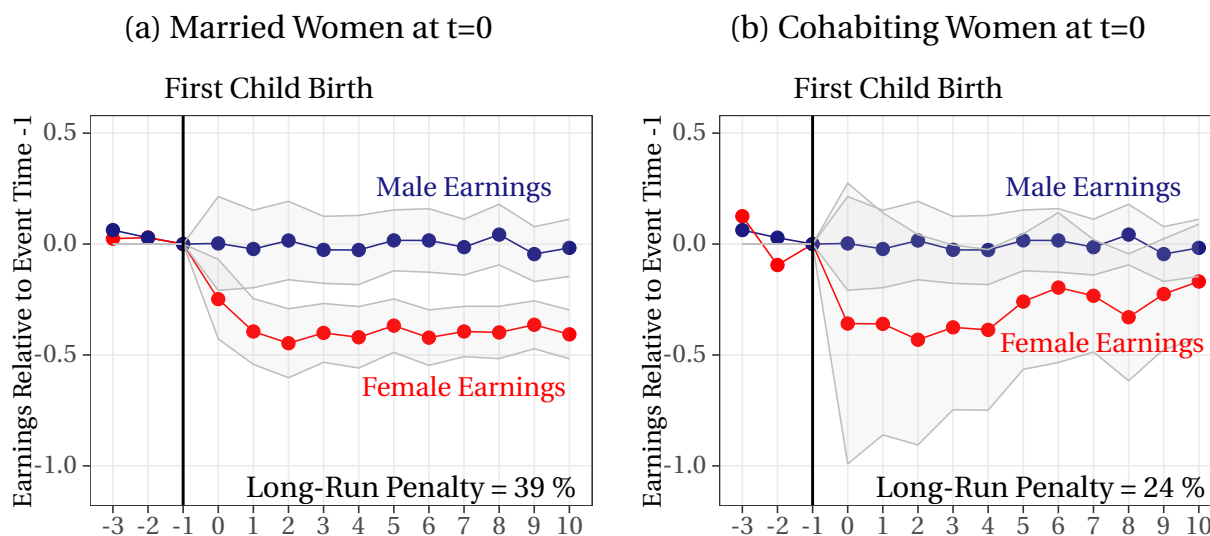 (a) Married Women at t=0
First Child Birth
Earnings Relative to Event Time -1
0.5
0.0
-0.5
-1.0
Male Earnings
Female Earnings
Long-Run Penalty = 39 %
-3 -2 -1 0 1 2 3 4 5 6 7 8 9 10
(b) Cohabiting Women at t=0
First Child Birth
Earnings Relative to Event Time -1
0.5
0.0
-0.5
-1.0
Male Earnings
Female Earnings
Long-Run Penalty = 24 %
-3 -2 -1 0 1 2 3 4 5 6 7 8 9 10